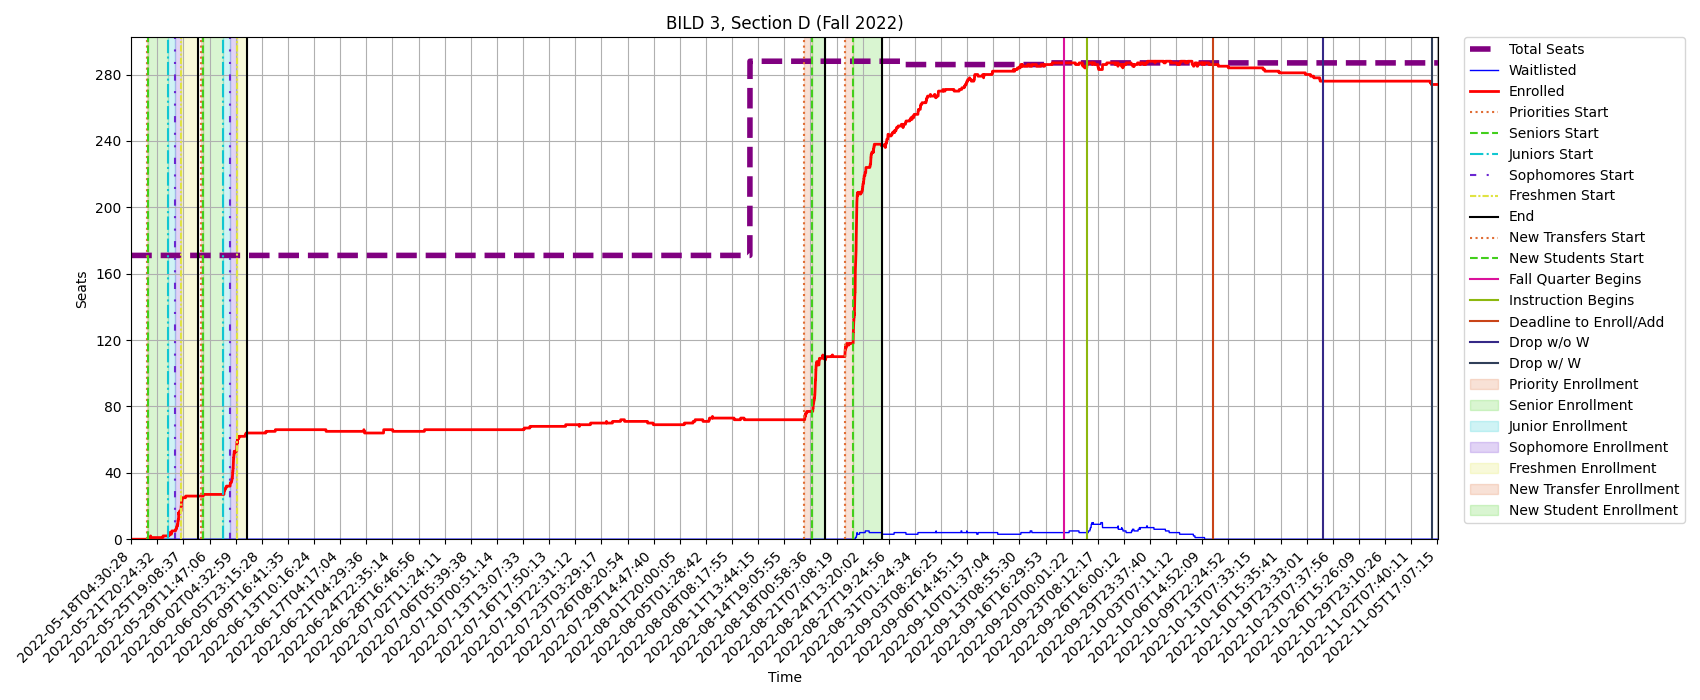 BILD 3, Section D (Fall 2022)
Seats
280
240
200
160
120
80
40
0
2022-05-18T04:30:28
2022-05-21T20:24:32
2022-05-25T19:08:37
2022-05-29T11:47:06
2022-06-02T04:32:59
2022-06-05T23:15:28
2022-06-09T16:41:35
2022-06-13T10:16:24
2022-06-17T04:17:04
2022-06-21T04:29:36
2022-06-24T22:35:14
2022-06-28T16:46:56
2022-07-02T11:24:11
2022-07-06T05:39:38
2022-07-10T00:51:14
2022-07-13T13:07:33
2022-07-16T17:50:13
2022-07-19T22:31:12
2022-07-23T03:29:17
2022-07-26T08:20:54
2022-07-29T14:47:40
2022-08-01T20:00:05
2022-08-05T01:28:42
2022-08-08T08:17:55
2022-08-11T13:44:15
2022-08-14T19:05:55
2022-08-18T00:58:36
2022-08-21T07:08:19
2022-08-24T13:20:02
2022-08-27T19:24:56
2022-08-31T01:24:34
2022-09-03T08:26:25
2022-09-06T14:45:15
2022-09-10T01:37:04
2022-09-13T08:55:30
2022-09-16T16:29:53
2022-09-20T00:01:22
2022-09-23T08:12:17
2022-09-26T16:00:12
2022-09-29T23:37:40
2022-10-03T07:11:12
2022-10-06T14:52:09
2022-10-09T22:24:52
2022-10-13T07:33:15
2022-10-16T15:35:41
2022-10-19T23:33:01
2022-10-23T07:37:56
2022-10-26T15:26:09
2022-10-29T23:10:26
2022-11-02T07:40:11
2022-11-05T17:07:15
Time
Total Seats
Waitlisted
Enrolled
Priorities Start
Seniors Start
Juniors Start
Sophomores Start
Freshmen Start
End
New Transfers Start
New Students Start
Fall Quarter Begins
Instruction Begins
Deadline to Enroll/Add
Drop w/o W
Drop w/ W
Priority Enrollment
Senior Enrollment
Junior Enrollment
Sophomore Enrollment
Freshmen Enrollment
New Transfer Enrollment
New Student Enrollment